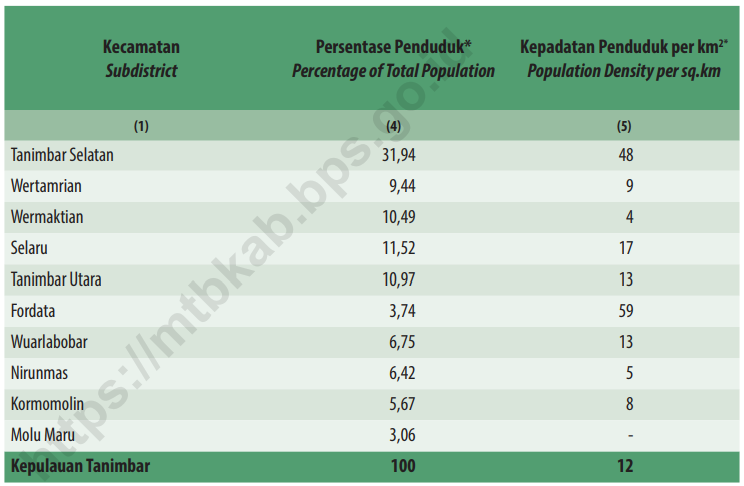 Kecamatan Persentase Penduduk* Kepadatan Penduduk per km²*
Subdistrict Percentage of Total Population Population Density per sq.km
(1) (4) (5)
Tanimbar Selatan 31,94 48
Wertamrian 9,44 9
Wermaktian 10,49 4
Selaru 11,52 17
Tanimbar Utara 10,97 13
Fordata 3,74 59
Wuarlabobar 6,75 13
Nirunmas 6,42 5
Kormomolin 5,67 8
Molu Maru 3,06 -
Kepulauan Tanimbar 100 12
https://mtbkab.bps.go.id